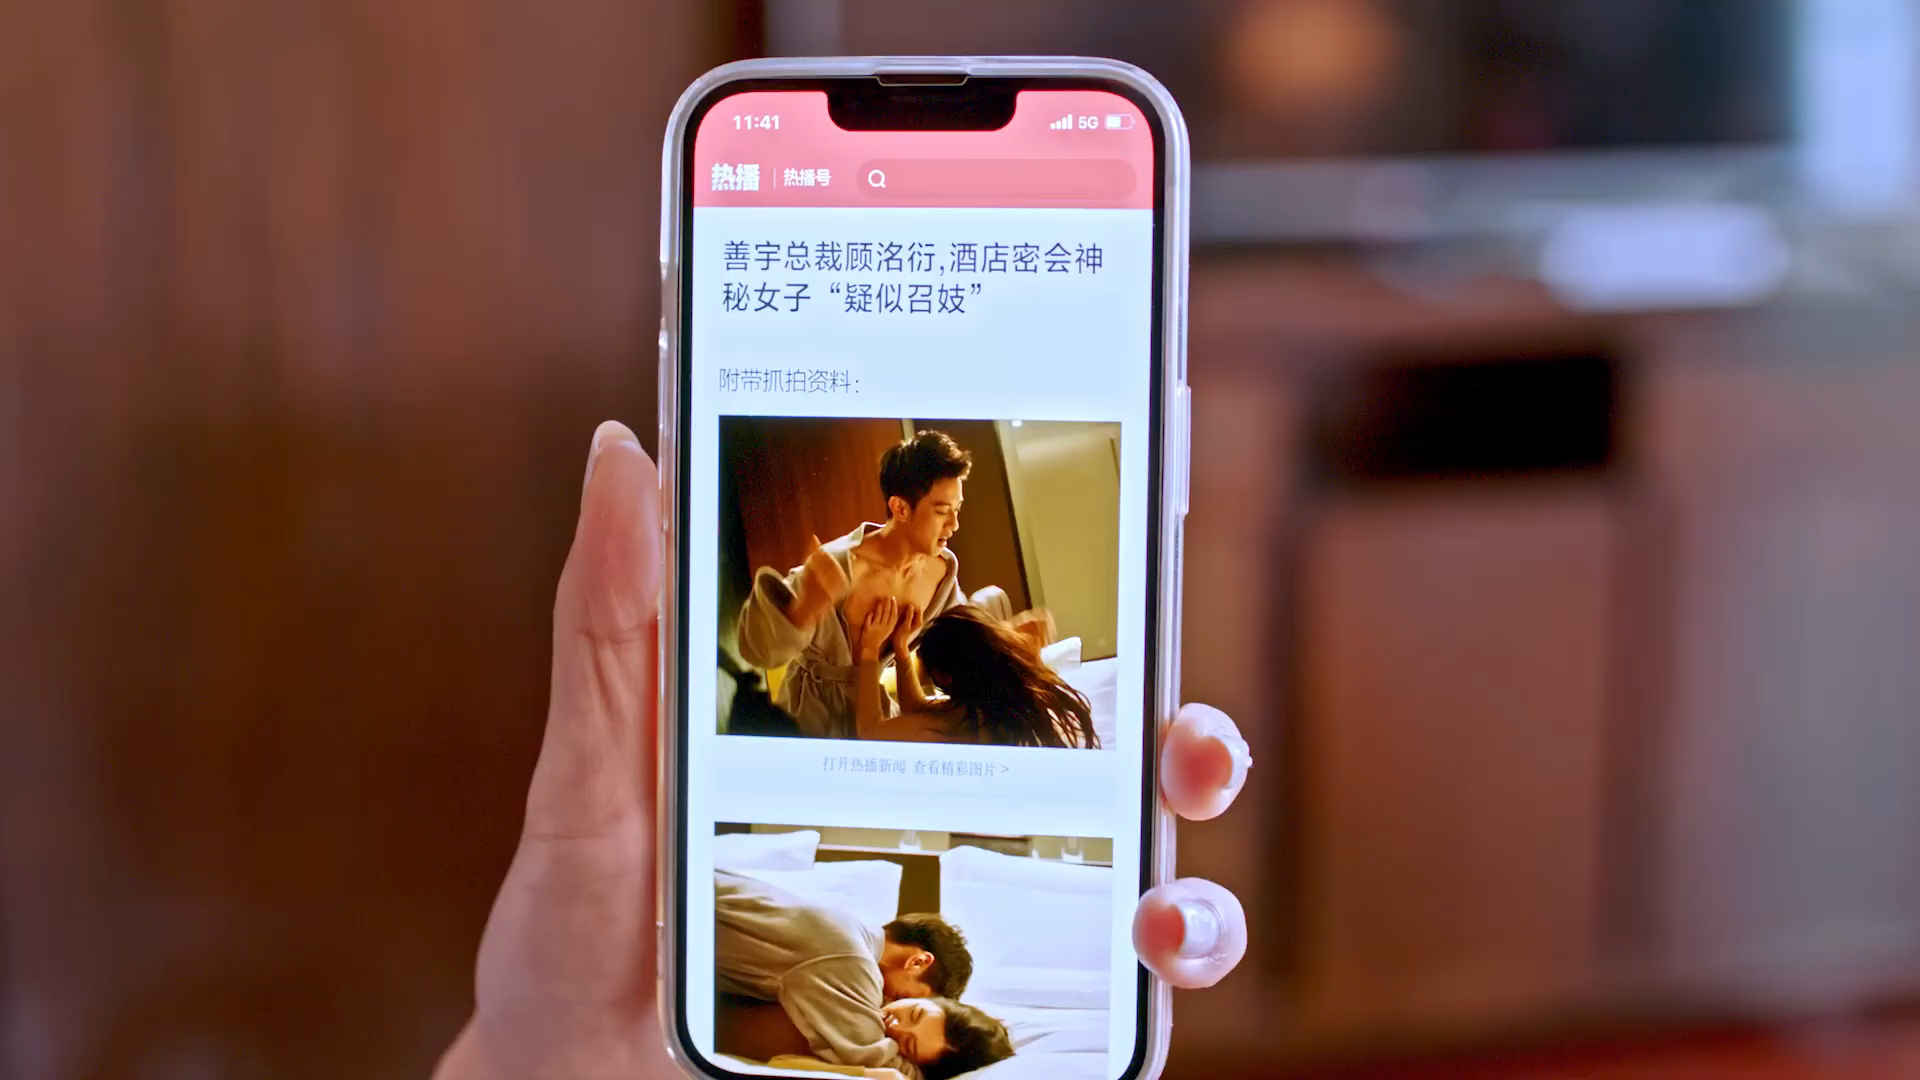 11:41
5G
热播 | 热播号
善宇总裁顾洺衍,酒店密会神
秘女子“疑似召妓”
附带抓拍资料:
打开热播新闻 查看精彩图片>